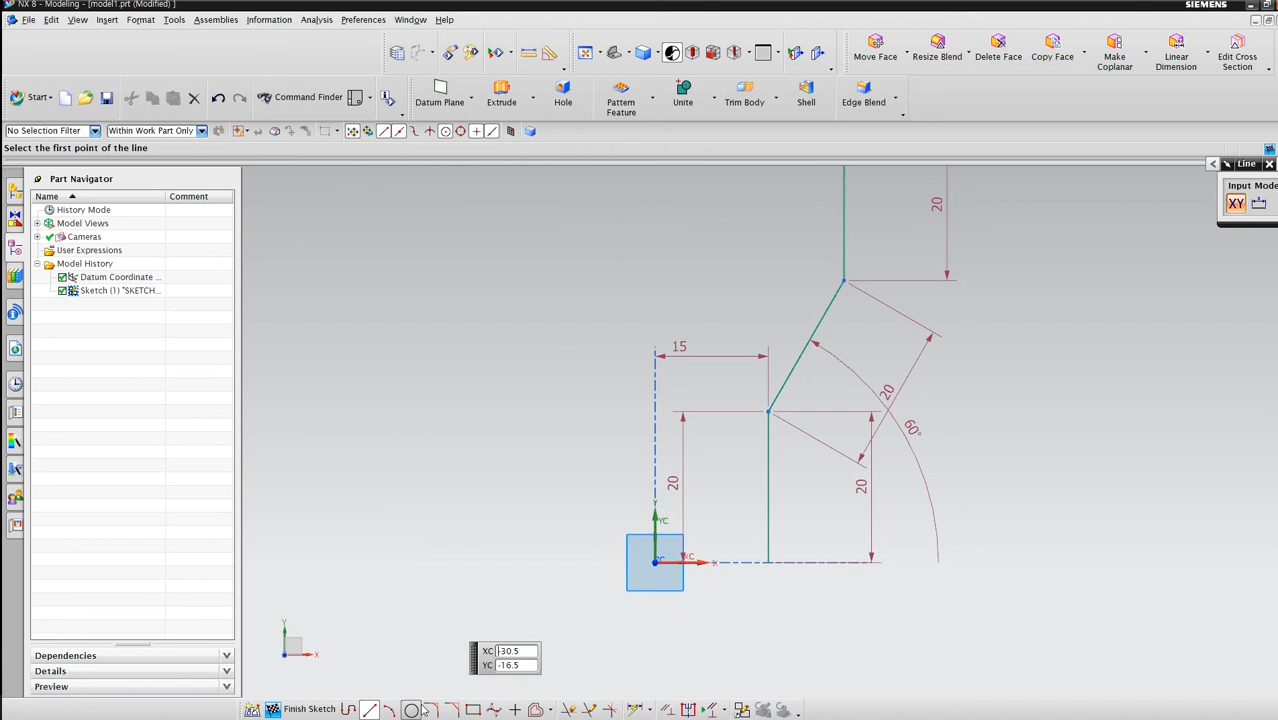 NX 8 - Modeling - [model1.prt (Modified) ]
SIEMENS
File Edit View Insert Format Tools Assemblies Information Analysis Preferences Window Help
Move Face Resize Blend Delete Face Copy Face Make Coplanar Linear Dimension Edit Cross Section
Start Command Finder Datum Plane Extrude Hole Pattern Feature Unite Trim Body Shell Edge Blend
No Selection Filter Within Work Part Only
Select the first point of the line
Part Navigator
Name Comment
History Mode
Model Views
Cameras
User Expressions
Model History
Datum Coordinate ...
Sketch (1) "SKETCH...
Dependencies
Details
Preview
Line
Input Mode
XY
20
15
20
60°
20
20
Y
YC
XC
X
Y
X
XC -30.5
YC -16.5
Finish Sketch